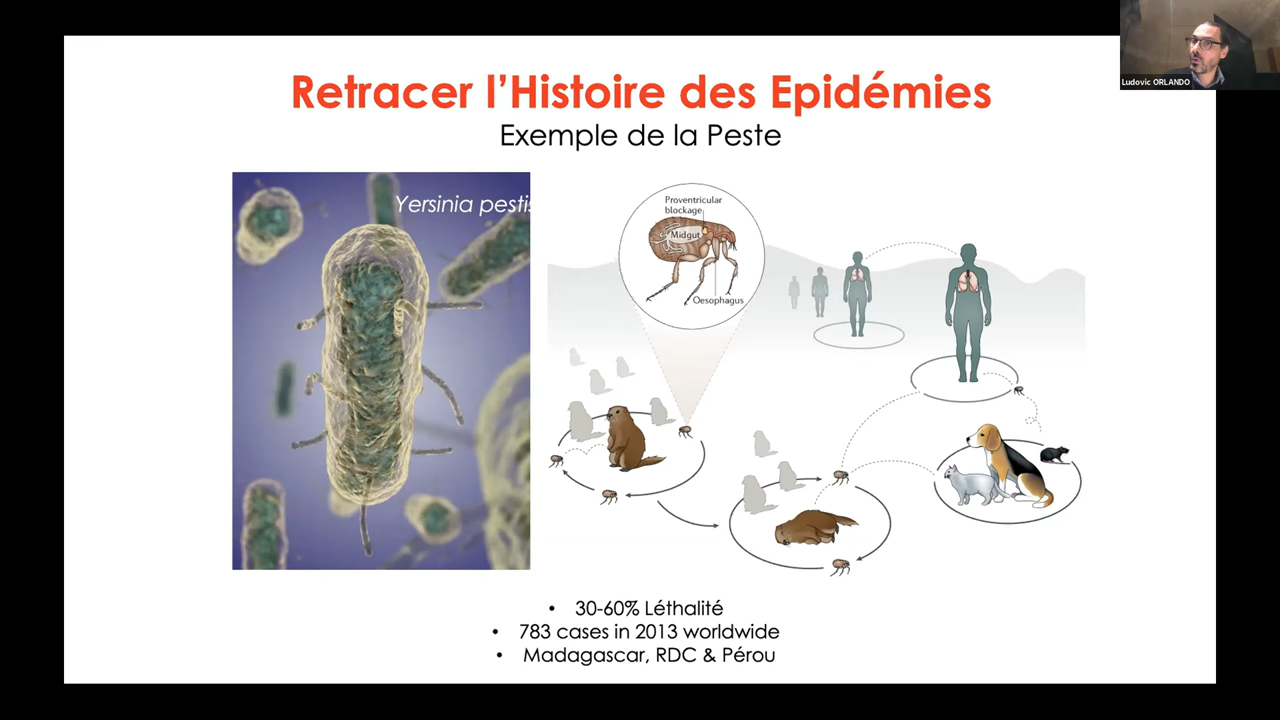 Retracer l'Histoire des Epidémies
Exemple de la Peste
Ludovic ORLANDO
Yersinia pestis
Proventricular
blockage
Midgut
Oesophagus
• 30-60% Léthalité
• 783 cases in 2013 worldwide
• Madagascar, RDC & Pérou